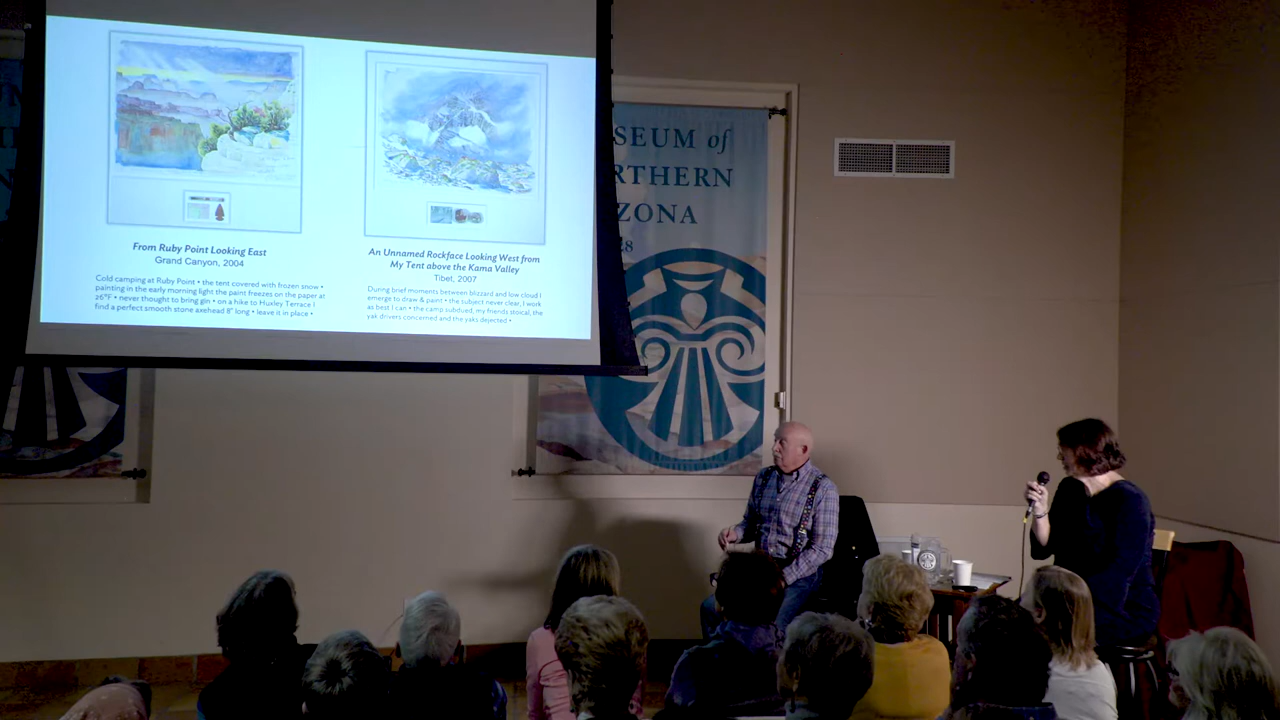 From Ruby Point Looking East
Grand Canyon, 2004
Cold camping at Ruby Point • the tent covered with frozen snow •
painting in the early morning light the paint freezes on the paper at
26°F • never thought to bring gin • on a hike to Huxley Terrace I
find a perfect smooth stone axehead 8" long • leave it in place •
An Unnamed Rockface Looking West from
My Tent above the Kama Valley
Tibet, 2007
During brief moments between blizzard and low cloud I
emerge to draw & paint • the subject never clear, I work
as best I can • the camp subdued, my friends stoical, the
yak drivers concerned and the yaks dejected •
SEUM of
RTHERN
ZONA
28